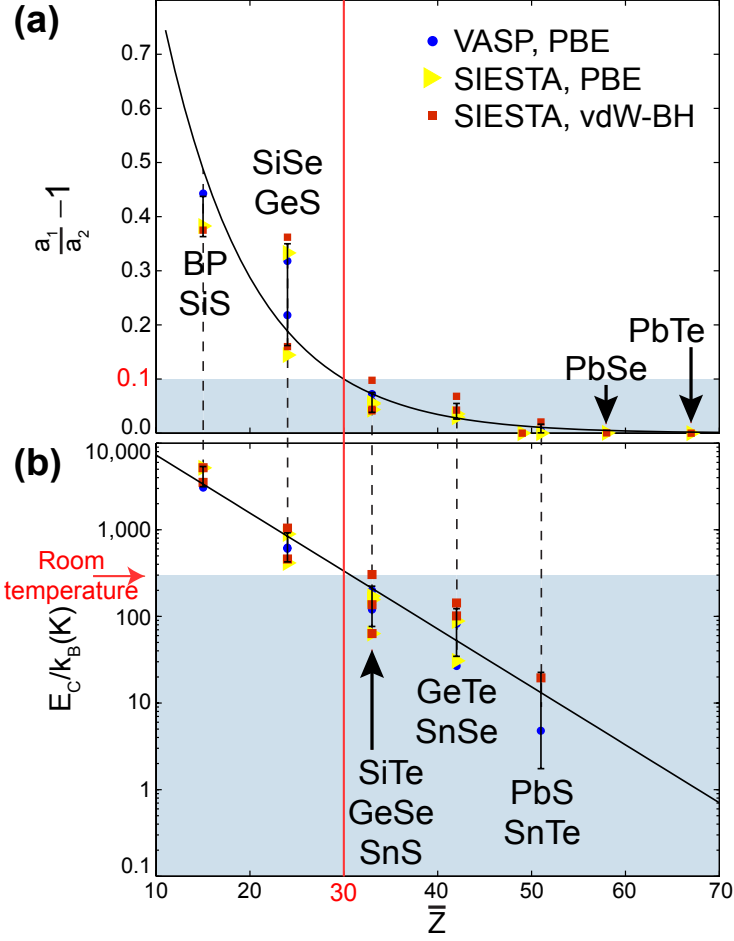 (a)
VASP, PBE
SIESTA, PBE
SIESTA, vdW-BH
0.7
0.6
0.5
0.4
0.3
0.2
0.1
0.0
a₁/a₂ −1
SiSe
GeS
BP
SiS
PbTe
PbSe
(b)
10,000
1,000
100
10
1
0.1
Room
temperature
E_C/k_B(K)
GeTe
SnSe
SiTe
GeSe
SnS
PbS
SnTe
10 20 30 40 50 60 70
Z̅